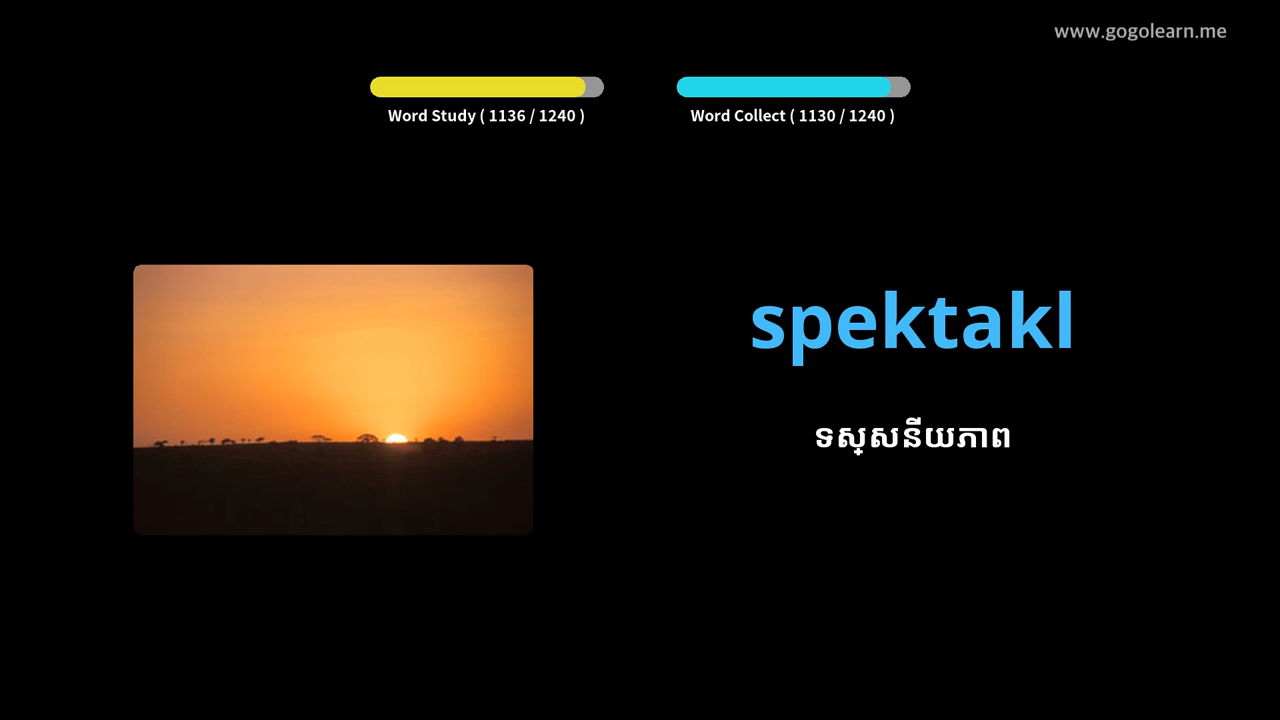 www.gogolearn.me
Word Study ( 1136 / 1240 )
Word Collect ( 1130 / 1240 )
spektakl
ទស្សនីយភាព